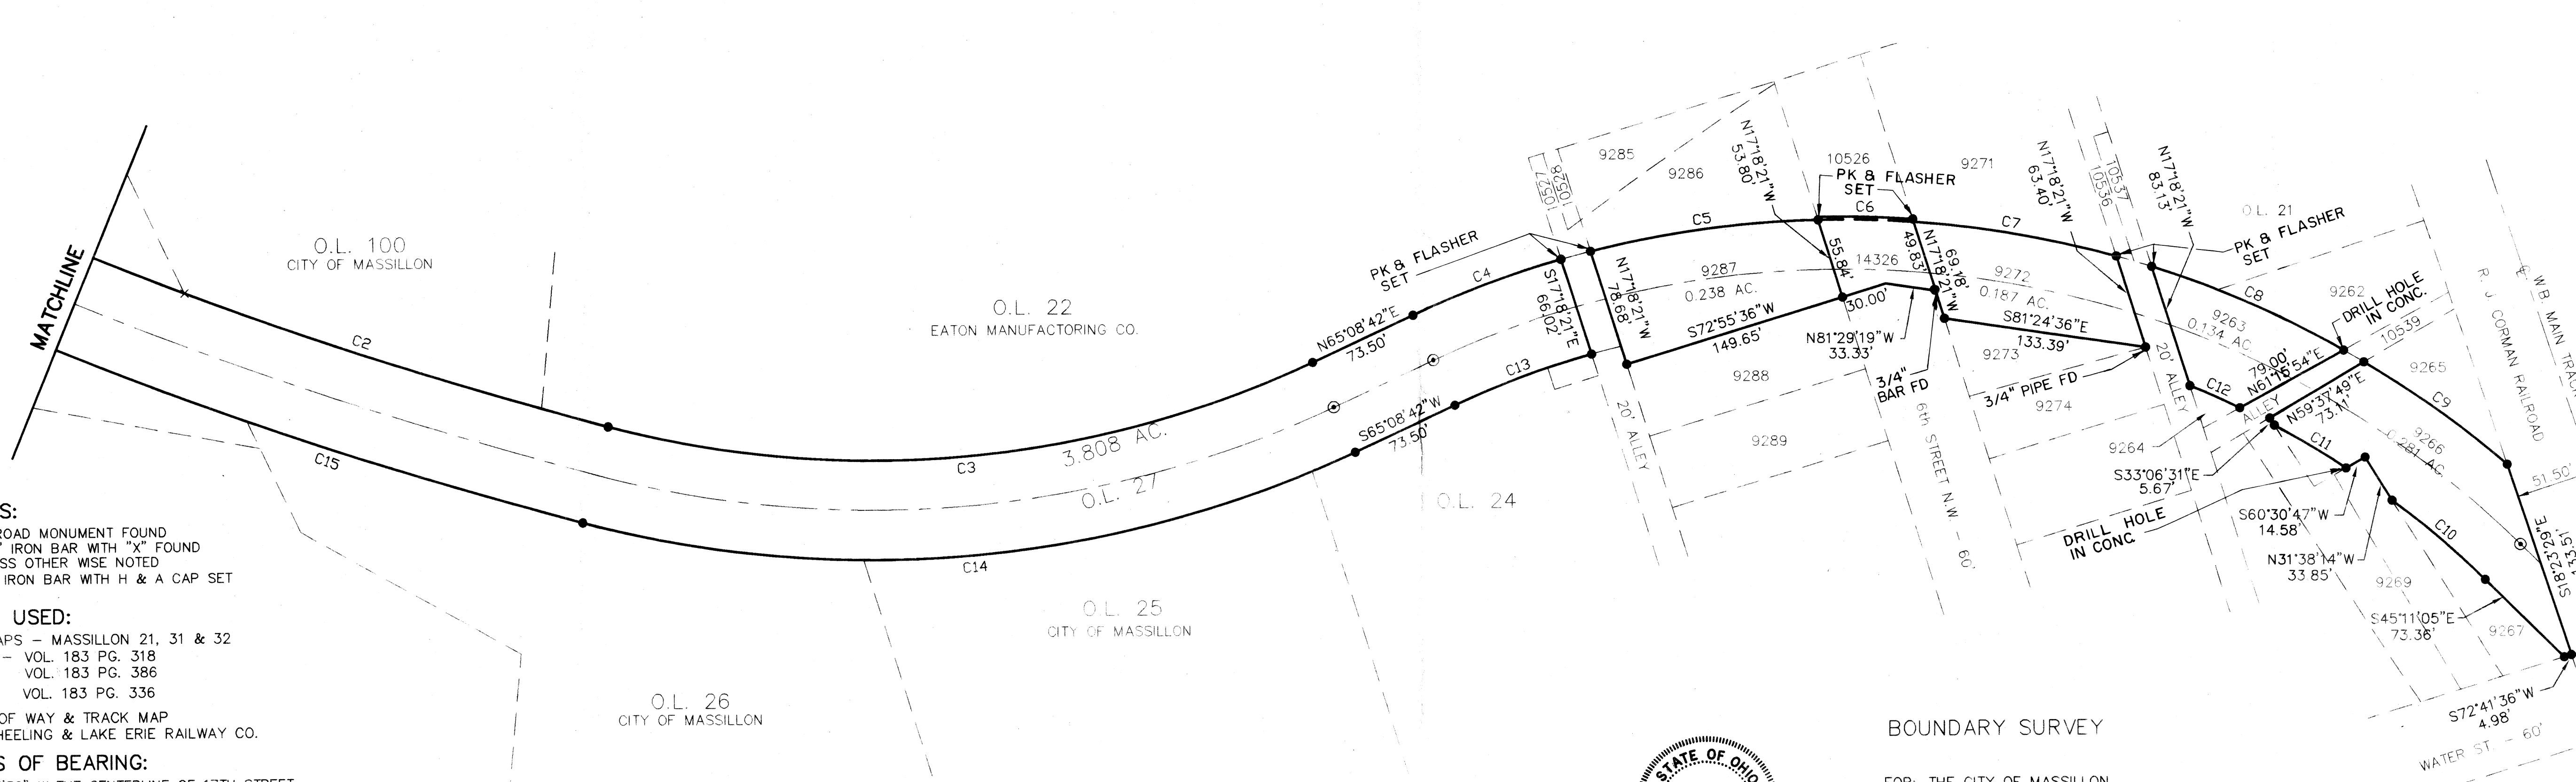 MATCHLINE
O.L. 100
CITY OF MASSILLON
C2
C15
O.L. 22
EATON MANUFACTORING CO.
C3
3.808 AC.
O.L. 27
C14
O.L. 25
CITY OF MASSILLON
O.L. 26
CITY OF MASSILLON
O.L. 24
N65°08'42"E
73.50'
S65°08'42"W
73.50'
C4
C13
PK & FLASHER
SET
10527
10528
S17°18'21"E
66.02'
N17°18'21"W
78.68'
20' ALLEY
9285
9286
C5
9287
0.238 AC.
S72°55'36"W
149.65'
9288
9289
N17°18'21"W
53.80'
55.84'
10526
PK & FLASHER
SET
C6
14326
30.00'
N17°18'21"W
49.83'
69.18'
N81°29'19"W
33.33'
3/4"
BAR FD
6th STREET N.W. - 60'
9271
C7
9272
0.187 AC.
S81°24'36"E
133.39'
9273
9274
3/4" PIPE FD
N17°18'21"W
63.40'
10537
10536
N17°18'21"W
83.13'
20'
ALLEY
O.L. 21
PK & FLASHER
SET
C8
9262
9263
0.134 AC
DRILL HOLE
IN CONC.
10539
79.00'
N61°15'54"E
C12
ALLEY
N59°37'49"E
73.11'
9264
9265
C9
9266
0.281 AC.
C11
S33°06'31"E
5.67'
DRILL HOLE
IN CONC.
S60°30'47"W
14.58'
N31°38'14"W
33.85'
C10
9269
S45°11'05"E
73.36'
9267
R. J. CORMAN RAILROAD
WB MAIN TRACK
51.50'
S18°23'29"E
153.51'
S72°41'36"W
4.98'
WATER ST. - 60'
S:
ROAD MONUMENT FOUND
IRON BAR WITH "X" FOUND
SS OTHER WISE NOTED
IRON BAR WITH H & A CAP SET
USED:
APS - MASSILLON 21, 31 & 32
- VOL. 183 PG. 318
VOL. 183 PG. 386
VOL. 183 PG. 336
OF WAY & TRACK MAP
HEELING & LAKE ERIE RAILWAY CO.
S OF BEARING:
STATE OF OHIO
BOUNDARY SURVEY
FOR: THE CITY OF MASSILLON